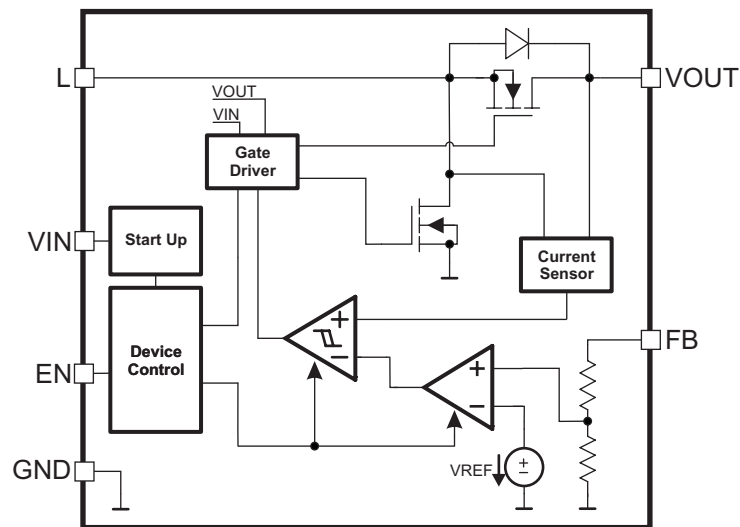 L
VOUT
VOUT
VIN
Gate
Driver
VIN
Start Up
Current
Sensor
EN
Device
Control
FB
+
−
+
−
VREF
+
−
GND